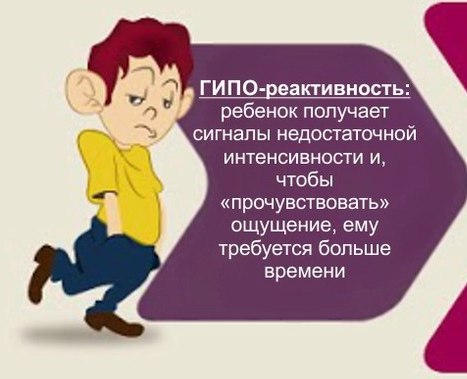 ГИПО-реактивность:
ребенок получает
сигналы недостаточной
интенсивности и,
чтобы
«прочувствовать»
ощущение, ему
требуется больше
времени